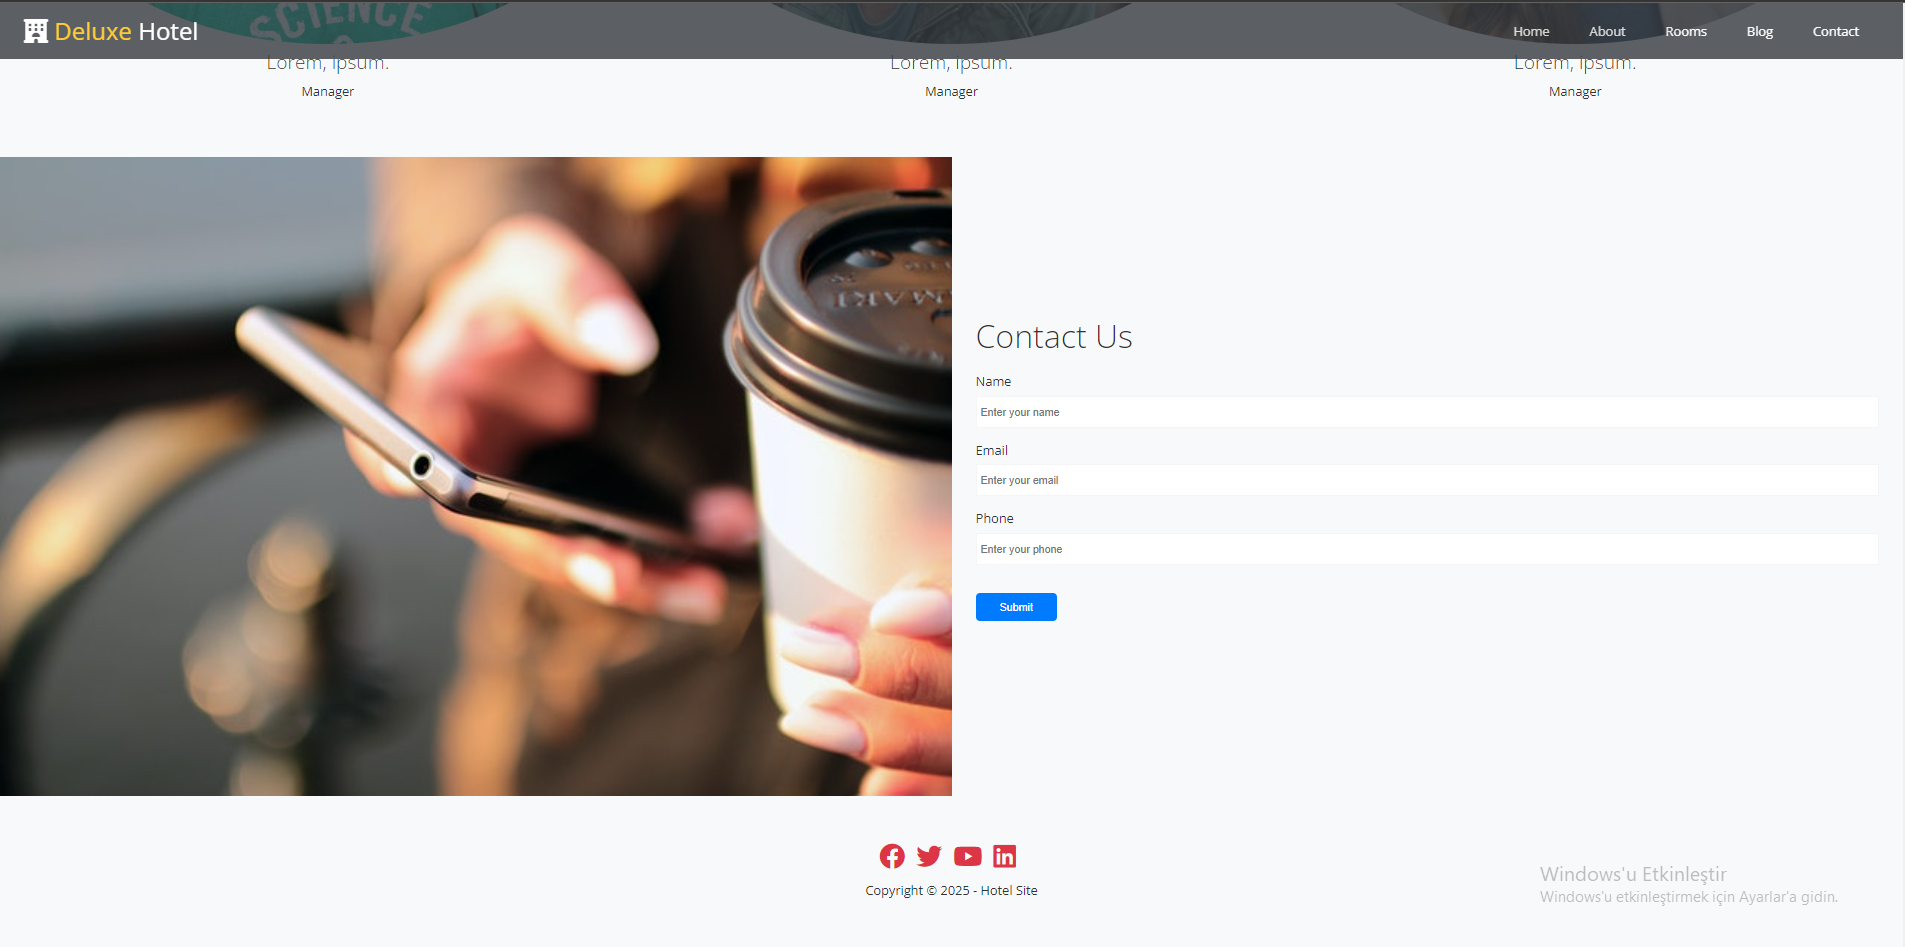 SCIENCE
Deluxe Hotel
Home About Rooms Blog Contact
Lorem, ipsum. Lorem, ipsum. Lorem, ipsum.
Manager Manager Manager
Contact Us
Name
Enter your name
Email
Enter your email
Phone
Enter your phone
Submit
Copyright © 2025 - Hotel Site
Windows'u Etkinleştir
Windows'u etkinleştirmek için Ayarlar'a gidin.